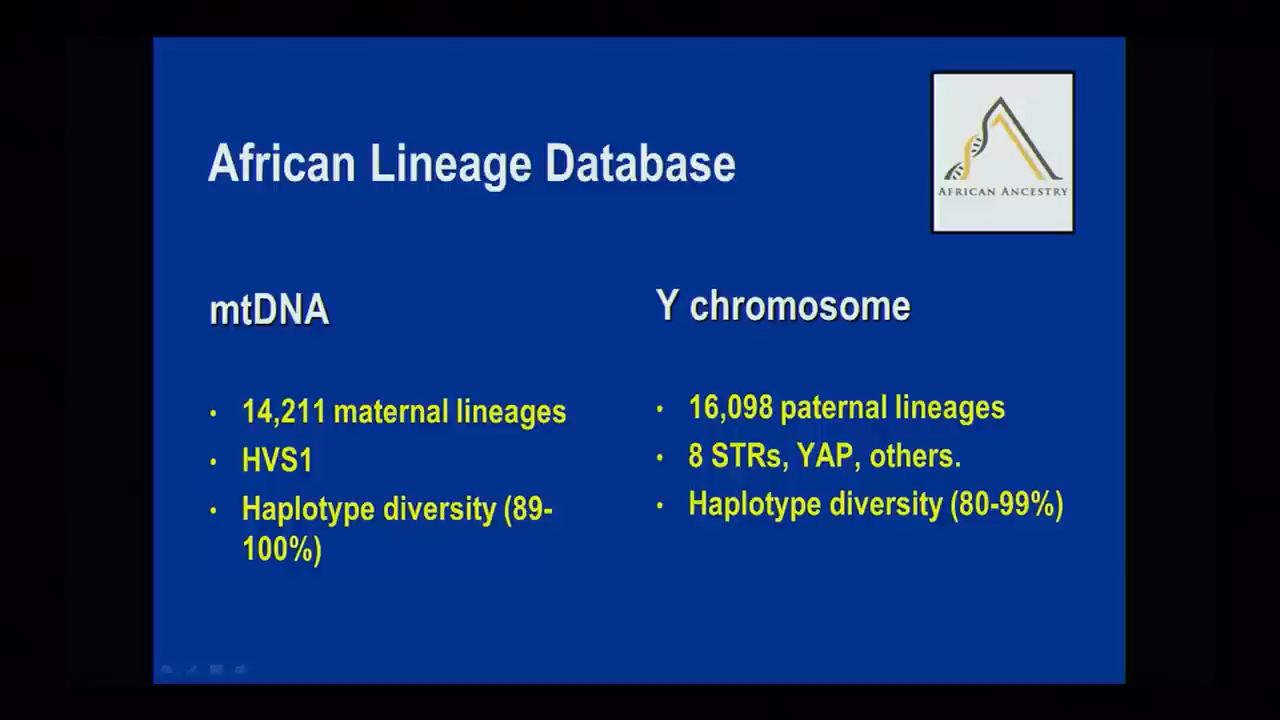 African Lineage Database
AFRICAN ANCESTRY
mtDNA
• 14,211 maternal lineages
• HVS1
• Haplotype diversity (89-
100%)
Y chromosome
• 16,098 paternal lineages
• 8 STRs, YAP, others.
• Haplotype diversity (80-99%)